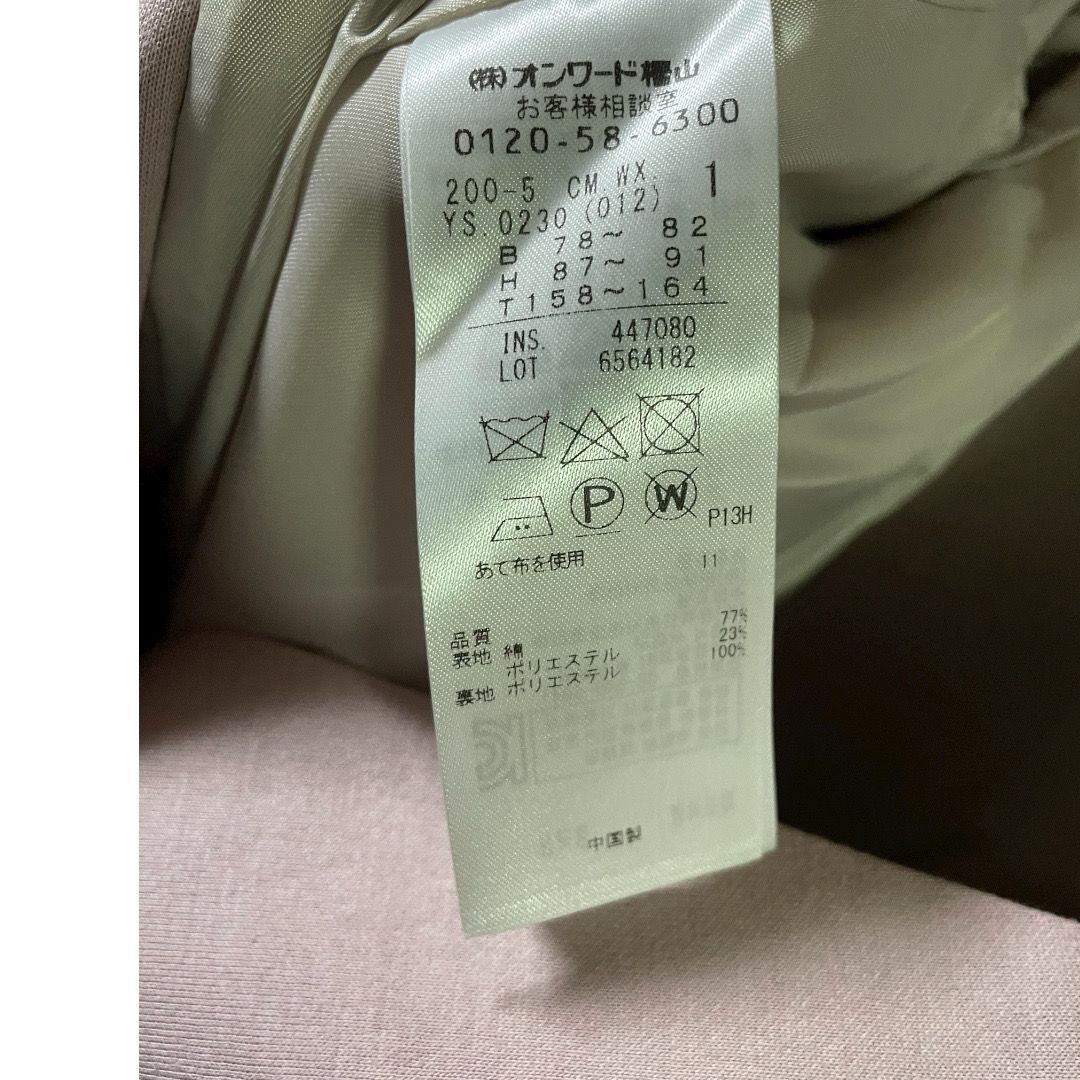 (株)オンワード樫山
お客様相談室
0120-58-6300
200-5 CM.WX. 1
YS.0230 (012)
B 78～ 82
H 87～ 91
T158～164
INS. 447080
LOT 6564182
P W P13H
あて布を使用 11
品質
表地 綿 77%
ポリエステル 23%
裏地 ポリエステル 100%
中国製